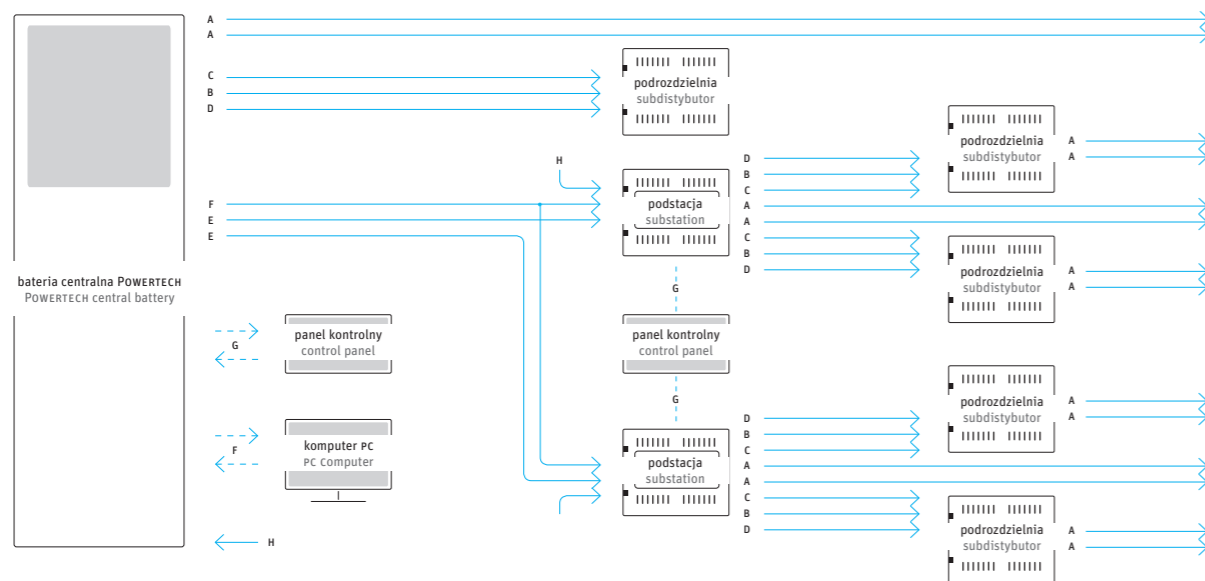 A
A
C
B
D
podrozdzielnia
subdistybutor
H
F
E
E
podstacja
substation
D
B
C
A
A
C
B
D
podrozdzielnia
subdistybutor
A
A
podrozdzielnia
subdistybutor
A
A
bateria centralna POWERTECH
POWERTECH central battery
G
panel kontrolny
control panel
G
panel kontrolny
control panel
G
F
komputer PC
PC Computer
H
podstacja
substation
D
B
C
A
A
C
B
D
podrozdzielnia
subdistybutor
A
A
podrozdzielnia
subdistybutor
A
A